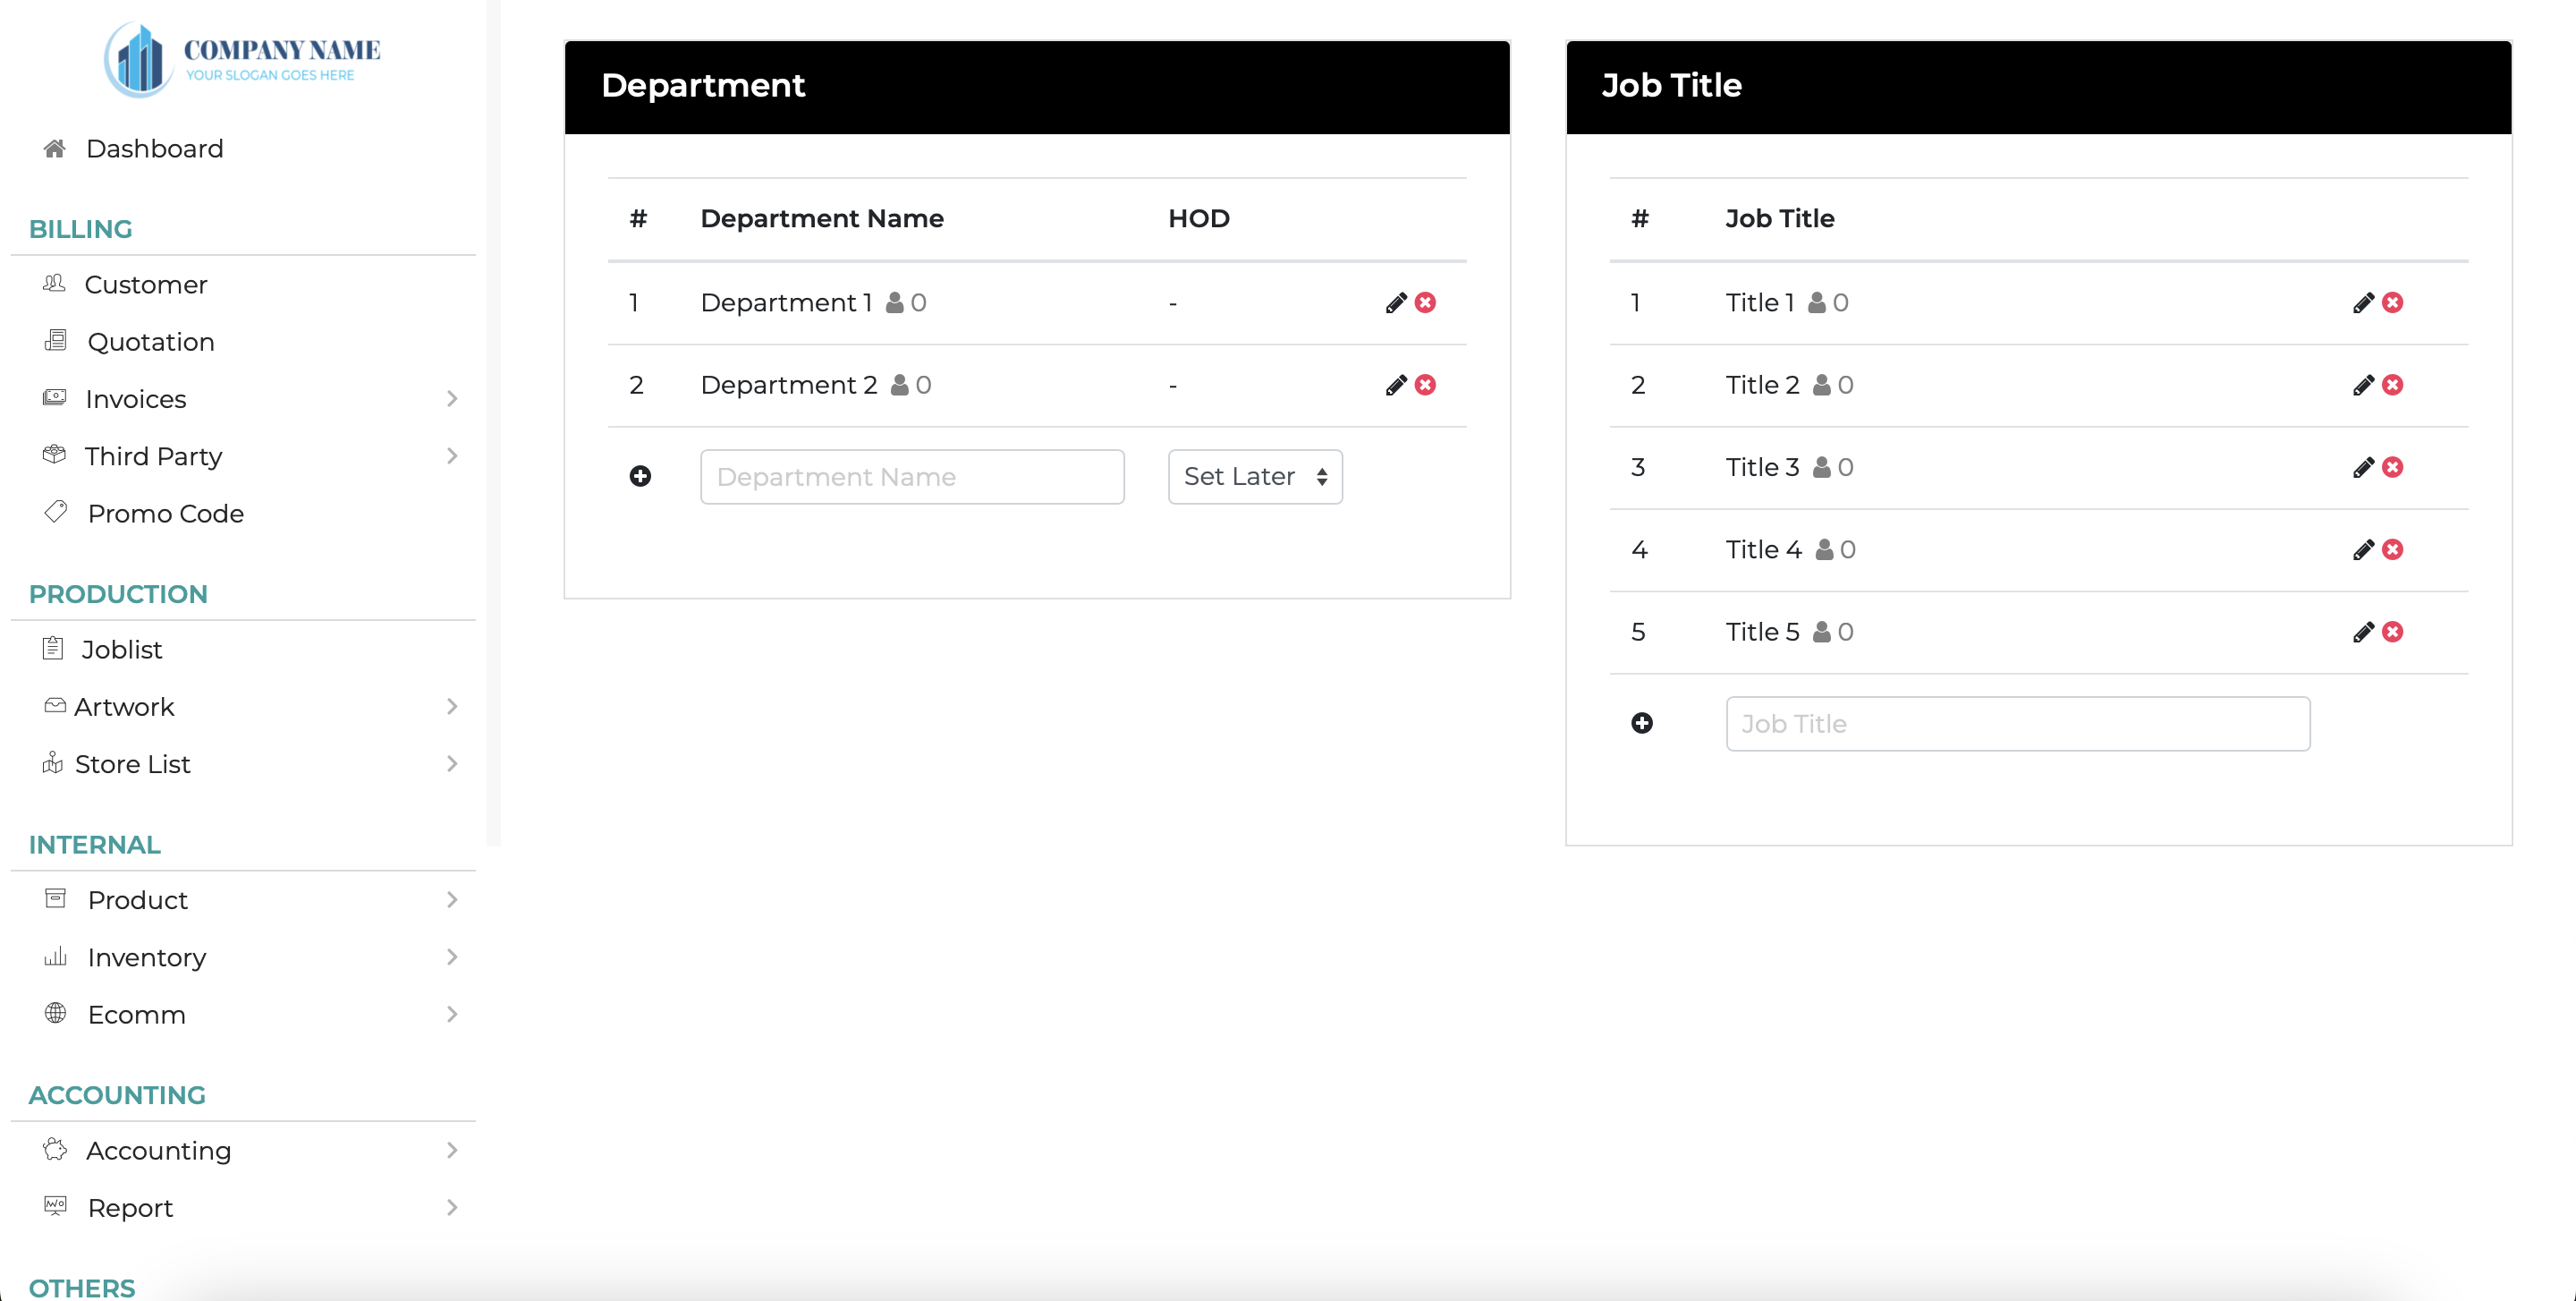 COMPANY NAME
YOUR SLOGAN GOES HERE
Dashboard
BILLING
Customer
Quotation
Invoices
Third Party
Promo Code
PRODUCTION
Joblist
Artwork
Store List
INTERNAL
Product
Inventory
Ecomm
ACCOUNTING
Accounting
Report
OTHERS
Department
# Department Name HOD
1 Department 1 0 -
2 Department 2 0 -
Department Name Set Later
Job Title
# Job Title
1 Title 1 0
2 Title 2 0
3 Title 3 0
4 Title 4 0
5 Title 5 0
Job Title